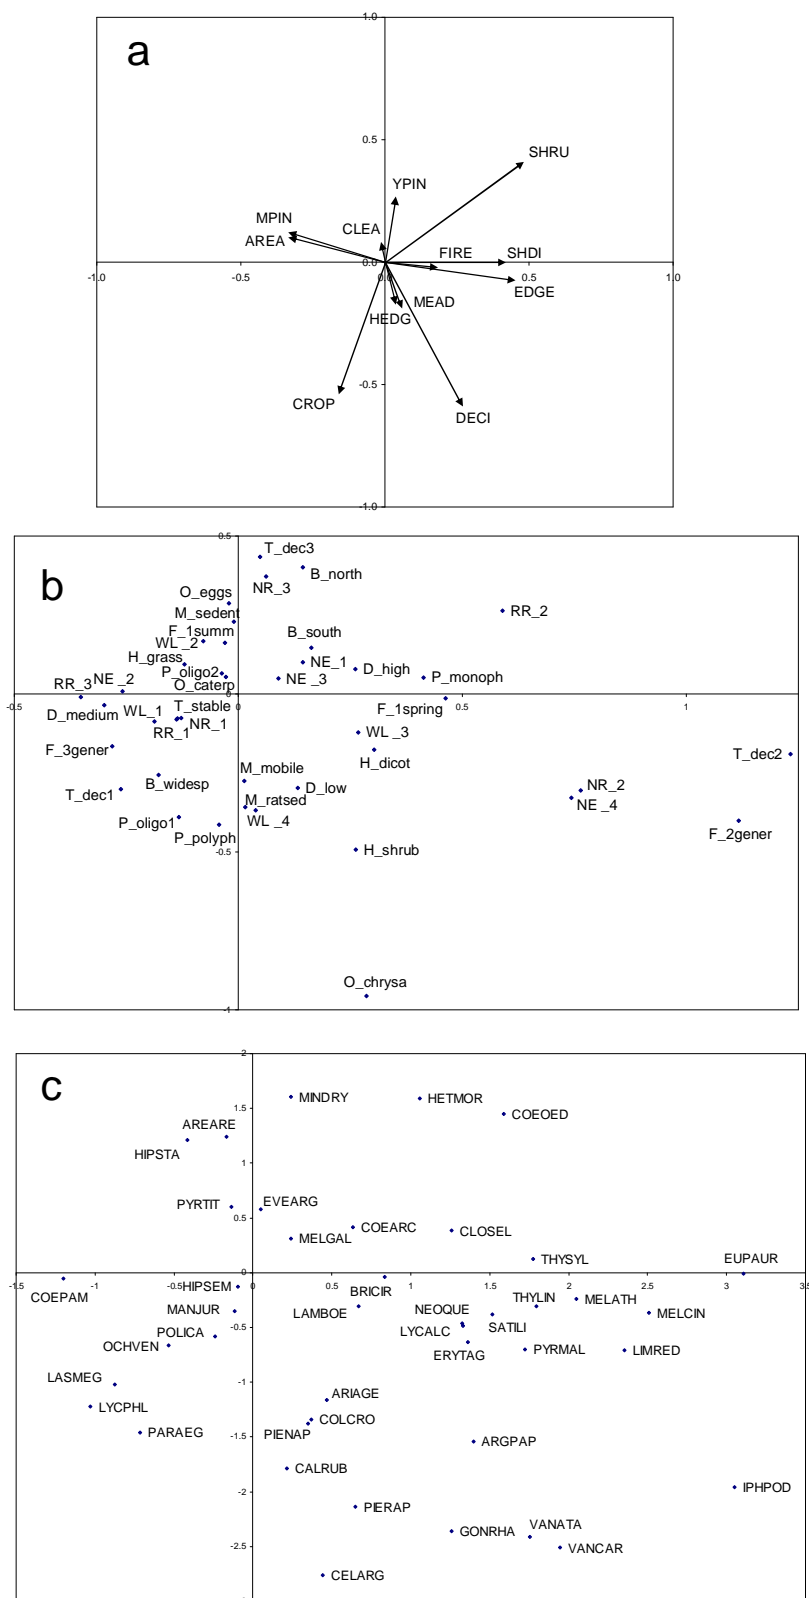 1.0
a
0.5
SHRU
YPIN
MPIN
CLEA
AREA
FIRE
SHDI
0.0
-1.0
-0.5
0.0
0.5
1.0
EDGE
MEAD
HEDG
-0.5
CROP
DECI
-1.0
0.5
b
T_dec3
B_north
NR_3
O_eggs
M_sedent
RR_2
F_1summ
B_south
WL_2
H_grass
NE_1
P_oligo2
D_high
P_monoph
NE_2
O_caterp
NE_3
RR_3
-0.5
0
0.5
1
D_medium
WL_1
T_stable
F_1spring
RR_1
NR_1
WL_3
F_3gener
H_dicot
T_dec2
M_mobile
B_widesp
D_low
NR_2
T_dec1
M_ratsed
NE_4
P_oligo1
WL_4
P_polyph
F_2gener
-0.5
H_shrub
O_chrysa
-1
2
c
MINDRY
HETMOR
1.5
COEOED
AREARE
HIPSTA
1
PYRTIT
EVEARG
0.5
COEARC
CLOSEL
MELGAL
THYSYL
EUPAUR
0
-1.5
-1
-0.5
0
0.5
1
1.5
2
2.5
3
3.5
COEPAM
HIPSEM
BRICIR
THYLIN
MELATH
MANJUR
LAMBOE
NEOQUE
MELCIN
POLICA
-0.5
LYCALC
SATILI
OCHVEN
ERYTAG
PYRMAL
LIMRED
LASMEG
-1
ARIAGE
LYCPHL
COLCRO
PARAEG
-1.5
PIENAP
ARGPAP
CALRUB
IPHPOD
-2
PIERAP
VANATA
GONRHA
-2.5
VANCAR
CELARG